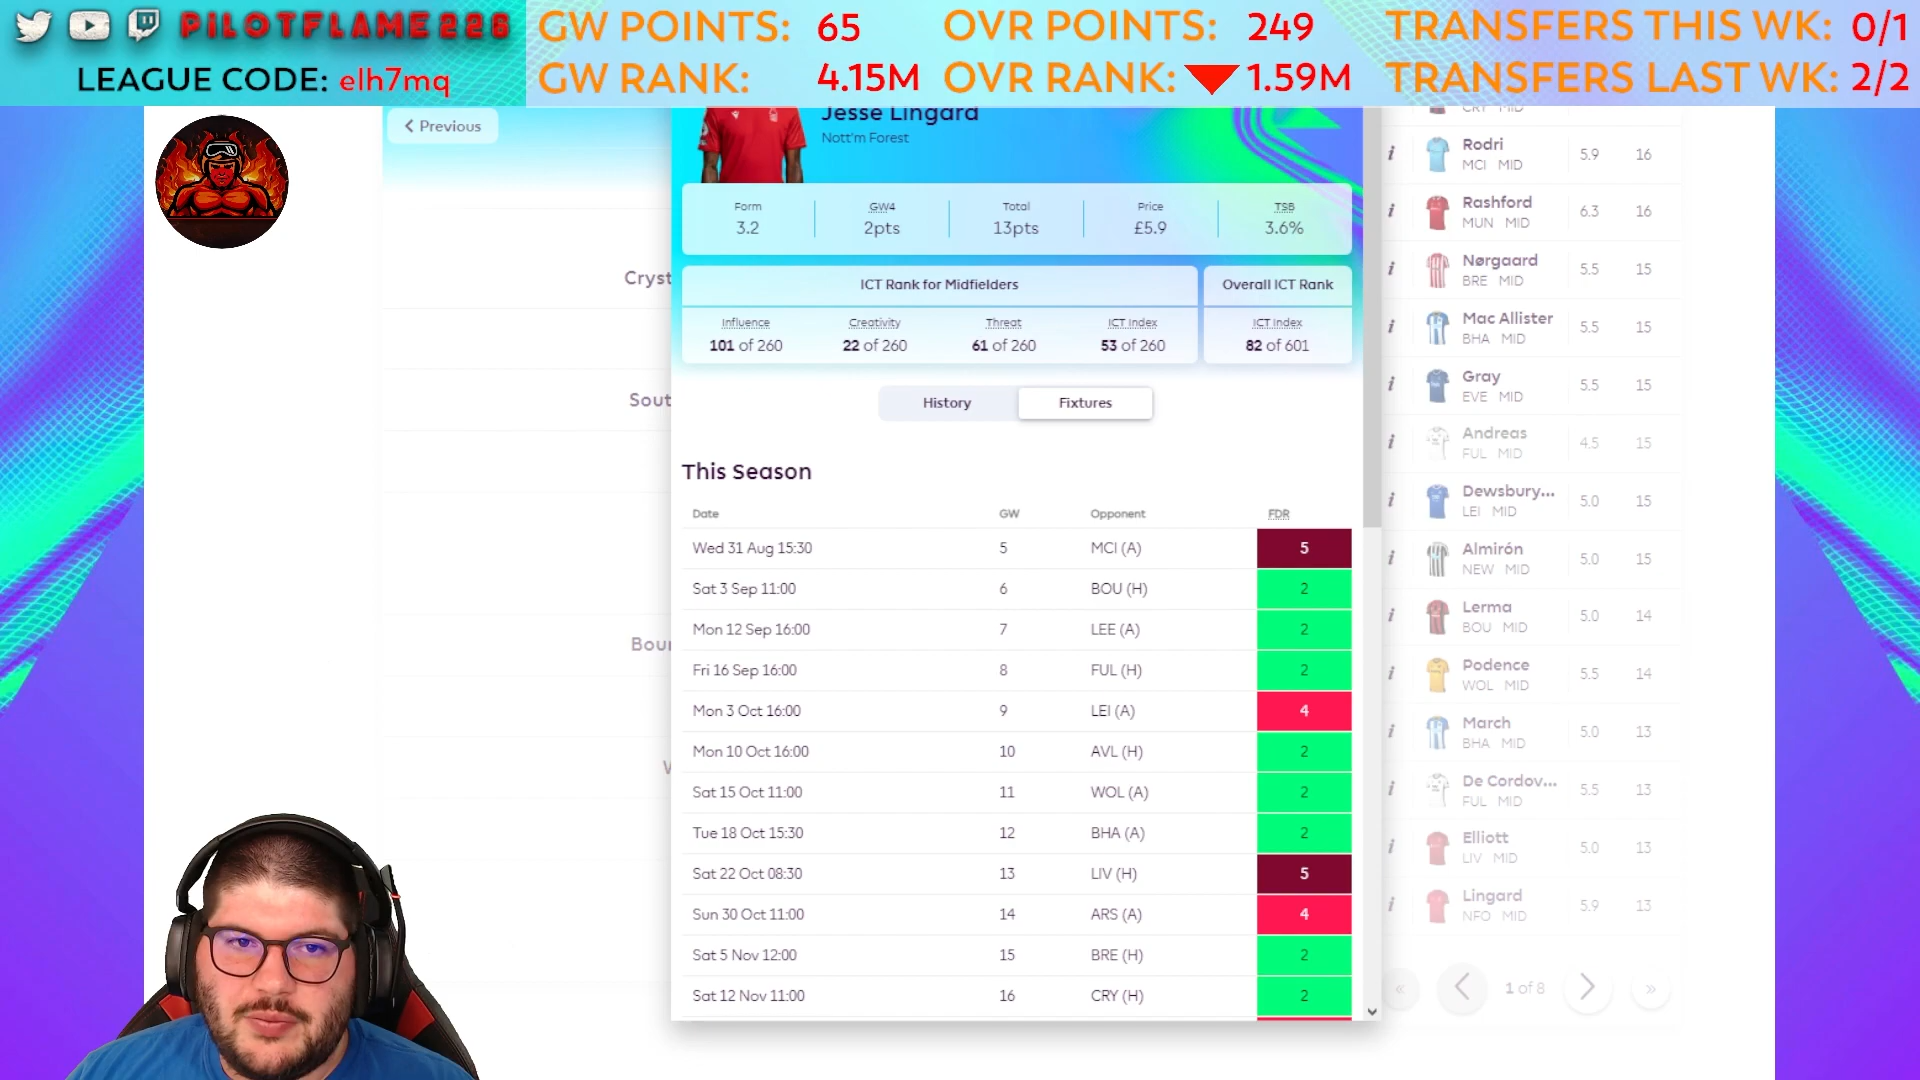 PILOTFLAME226
LEAGUE CODE: elh7mq
GW POINTS: 65
GW RANK: 4.15M
OVR POINTS: 249
OVR RANK: 1.59M
TRANSFERS THIS WK: 0/1
TRANSFERS LAST WK: 2/2
Previous
Cryst
Sout
Bour
Jesse Lingard
Nott'm Forest
Form GW4 Total Price TSB
3.2 2pts 13pts £5.9 3.6%
ICT Rank for Midfielders Overall ICT Rank
Influence Creativity Threat ICT Index ICT Index
101 of 260 22 of 260 61 of 260 53 of 260 82 of 601
History Fixtures
This Season
Date GW Opponent FDR
Wed 31 Aug 15:30 5 MCI (A) 5
Sat 3 Sep 11:00 6 BOU (H) 2
Mon 12 Sep 16:00 7 LEE (A) 2
Fri 16 Sep 16:00 8 FUL (H) 2
Mon 3 Oct 16:00 9 LEI (A) 4
Mon 10 Oct 16:00 10 AVL (H) 2
Sat 15 Oct 11:00 11 WOL (A) 2
Tue 18 Oct 15:30 12 BHA (A) 2
Sat 22 Oct 08:30 13 LIV (H) 5
Sun 30 Oct 11:00 14 ARS (A) 4
Sat 5 Nov 12:00 15 BRE (H) 2
Sat 12 Nov 11:00 16 CRY (H) 2
CRY MID
Rodri 5.9 16
MCI MID
Rashford 6.3 16
MUN MID
Nørgaard 5.5 15
BRE MID
Mac Allister 5.5 15
BHA MID
Gray 5.5 15
EVE MID
Andreas 4.5 15
FUL MID
Dewsbury... 5.0 15
LEI MID
Almirón 5.0 15
NEW MID
Lerma 5.0 14
BOU MID
Podence 5.5 14
WOL MID
March 5.0 13
BHA MID
De Cordov... 5.5 13
FUL MID
Elliott 5.0 13
LIV MID
Lingard 5.9 13
NFO MID
1 of 8